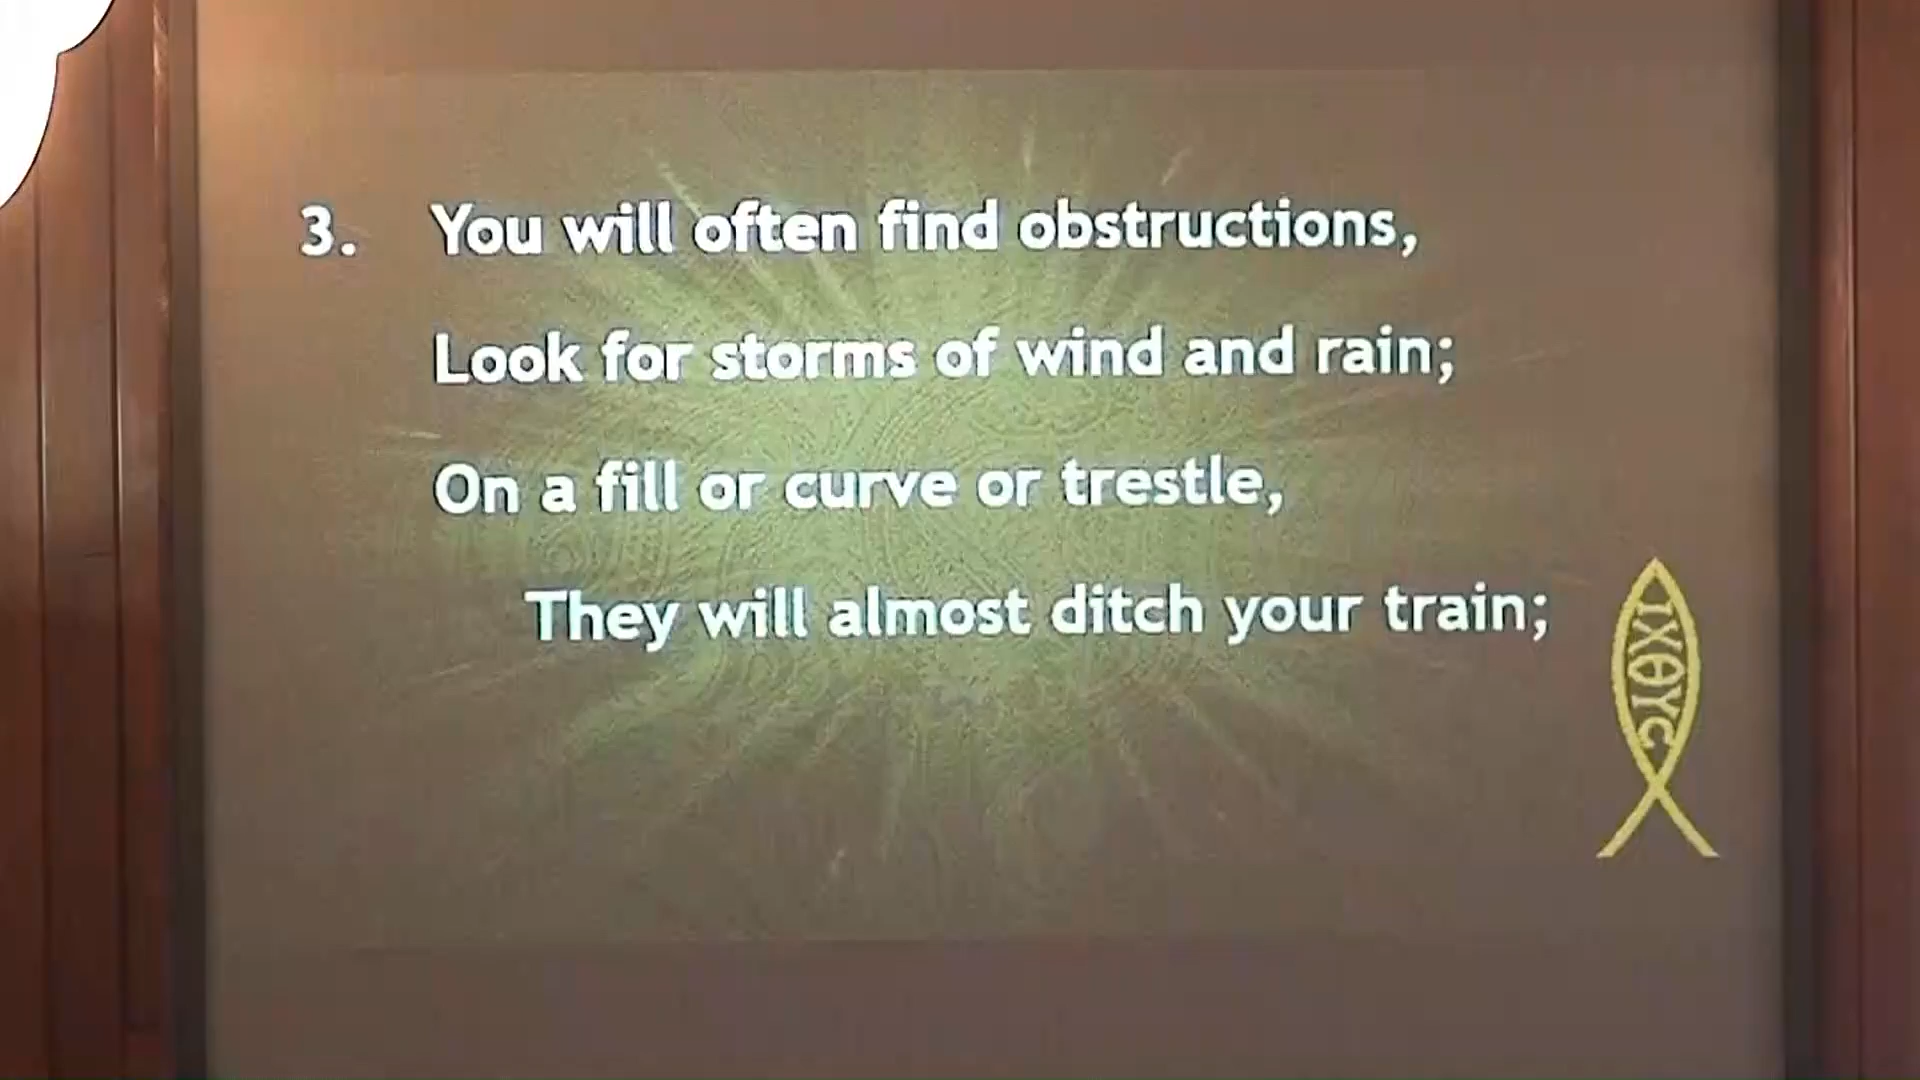 3. You will often find obstructions,
Look for storms of wind and rain;
On a fill or curve or trestle,
They will almost ditch your train;
ΙΧΘΥC